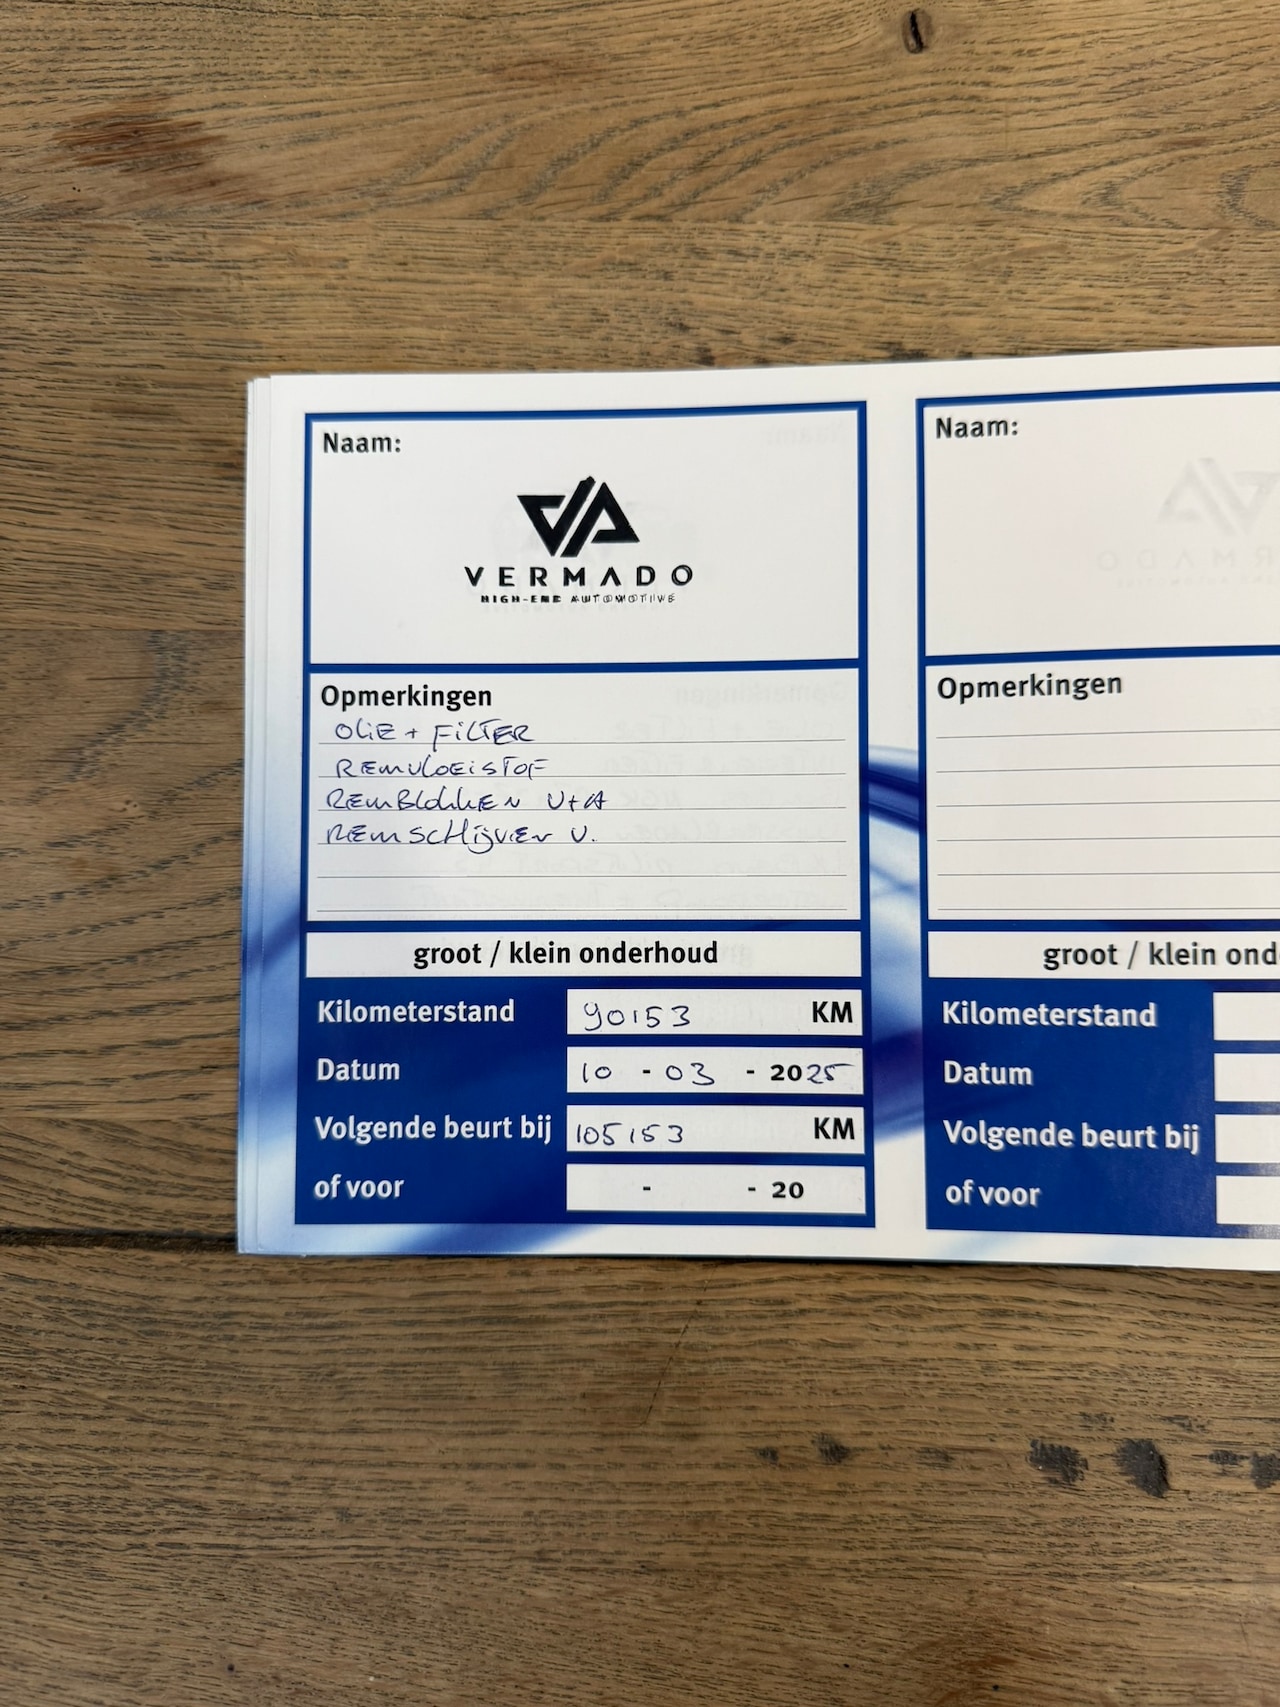 Naam:
VERMADO
HIGH-END AUTOMOTIVE
Opmerkingen
OLIE + FILTER
REMVLOEISTOF
REMBLOKKEN V+A
REMSCHIJVEN V.
groot / klein onderhoud
Kilometerstand 90153 KM
Datum 10 - 03 - 2025
Volgende beurt bij 105153 KM
of voor - - 20
Naam:
Opmerkingen
groot / klein ond
Kilometerstand
Datum
Volgende beurt bij
of voor